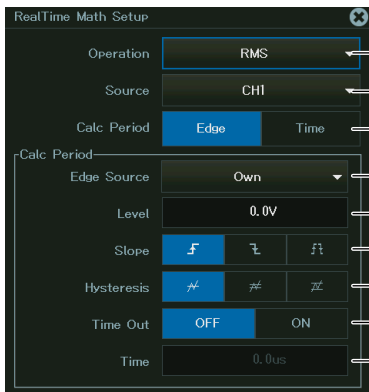 RealTime Math Setup
Operation RMS
Source CH1
Calc Period Edge Time
Calc Period
Edge Source Own
Level 0.0V
Slope
Hysteresis
Time Out OFF ON
Time 0.0us